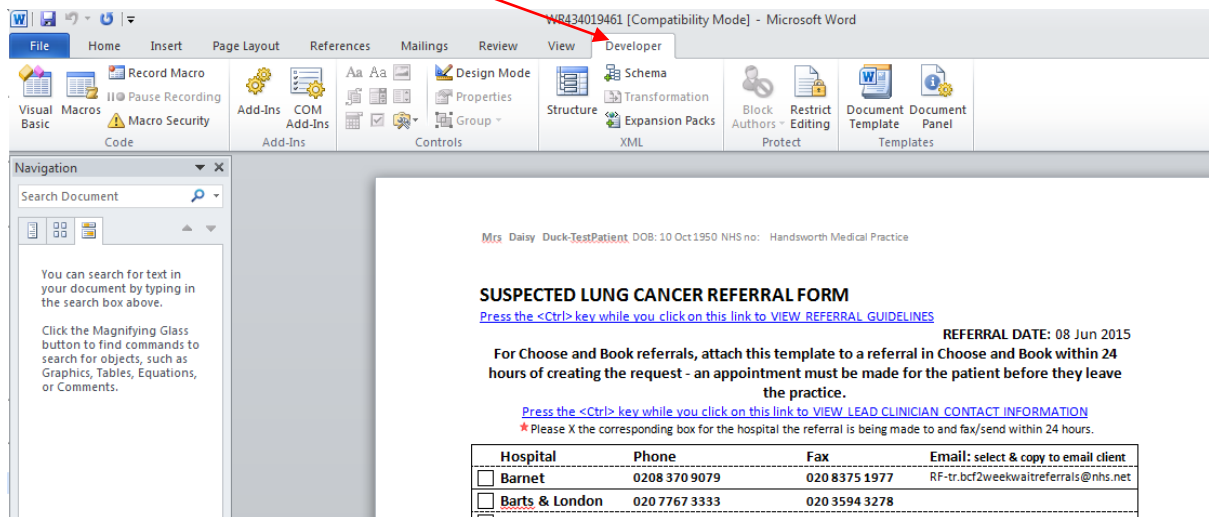 WR434019461 [Compatibility Mode] - Microsoft Word
File Home Insert Page Layout References Mailings Review View Developer
Visual Basic
Macros
Record Macro
Pause Recording
Macro Security
Code
Add-Ins
COM Add-Ins
Add-Ins
Aa Aa
Design Mode
Properties
Group
Controls
Structure
Schema
Transformation
Expansion Packs
XML
Block Authors
Restrict Editing
Protect
Document Template
Document Panel
Templates
Navigation
Search Document
You can search for text in
your document by typing in
the search box above.
Click the Magnifying Glass
button to find commands to
search for objects, such as
Graphics, Tables, Equations,
or Comments.
Mrs Daisy Duck-TestPatient DOB: 10 Oct 1950 NHS no: Handsworth Medical Practice
SUSPECTED LUNG CANCER REFERRAL FORM
Press the <Ctrl> key while you click on this link to VIEW REFERRAL GUIDELINES
REFERRAL DATE: 08 Jun 2015
For Choose and Book referrals, attach this template to a referral in Choose and Book within 24
hours of creating the request - an appointment must be made for the patient before they leave
the practice.
Press the <Ctrl> key while you click on this link to VIEW LEAD CLINICIAN CONTACT INFORMATION
*Please X the corresponding box for the hospital the referral is being made to and fax/send within 24 hours.
Hospital Phone Fax Email: select & copy to email client
Barnet 0208 370 9079 020 8375 1977 RF-tr.bcf2weekwaitreferrals@nhs.net
Barts & London 020 7767 3333 020 3594 3278